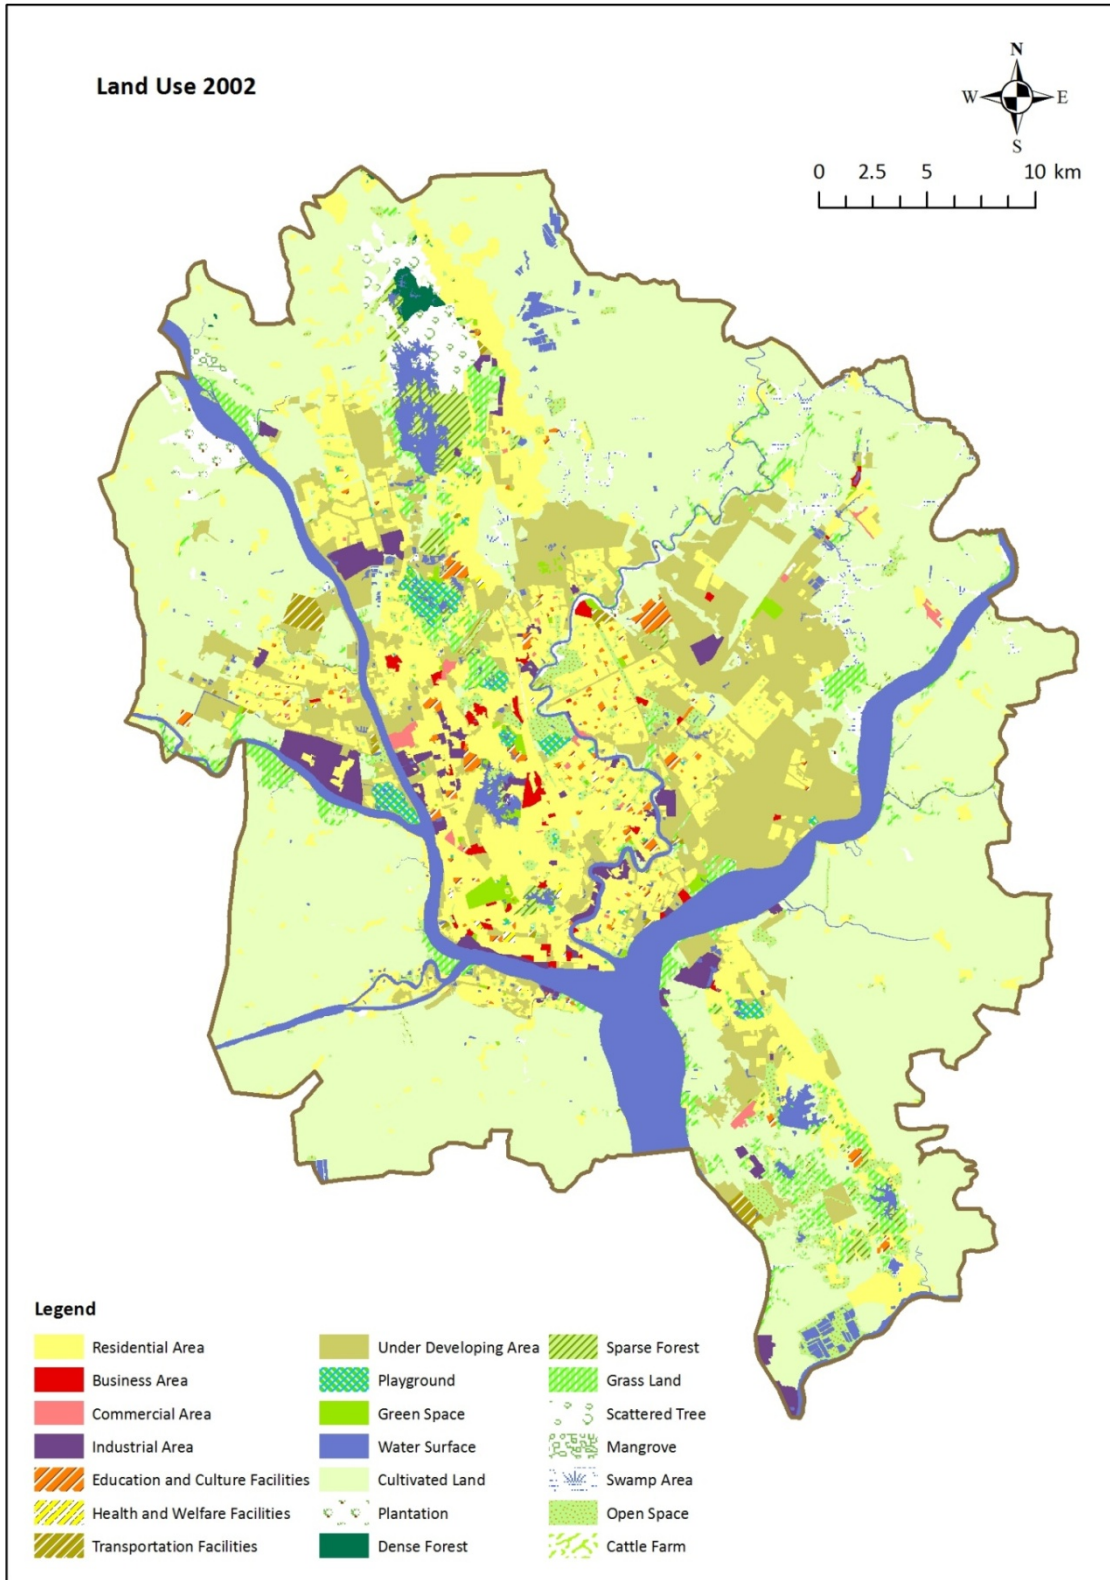 Land Use 2002
N
W E
S
0 2.5 5 10 km
Legend
Residential Area
Business Area
Commercial Area
Industrial Area
Education and Culture Facilities
Health and Welfare Facilities
Transportation Facilities
Under Developing Area
Playground
Green Space
Water Surface
Cultivated Land
Plantation
Dense Forest
Sparse Forest
Grass Land
Scattered Tree
Mangrove
Swamp Area
Open Space
Cattle Farm